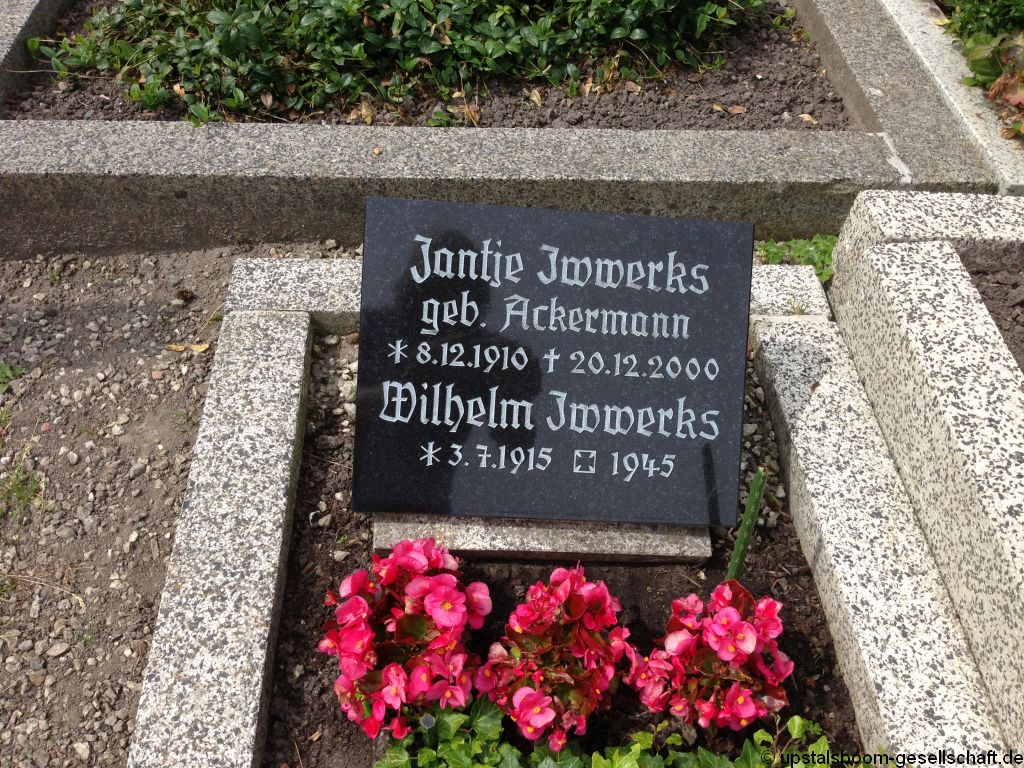 Jantje Iwwerks
geb. Ackermann
* 8.12.1910 † 20.12.2000
Wilhelm Iwwerks
* 3.7.1915 ✠ 1945
© upstalsboom-gesellschaft.de